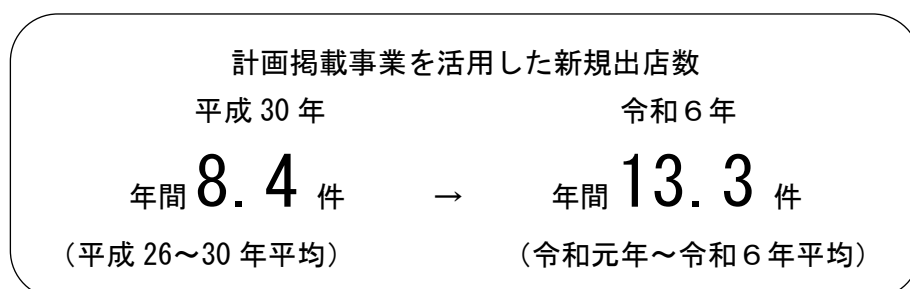 計画掲載事業を活用した新規出店数
平成30年 令和６年
年間8.4件 → 年間13.3件
（平成26～30年平均） （令和元年～令和６年平均）